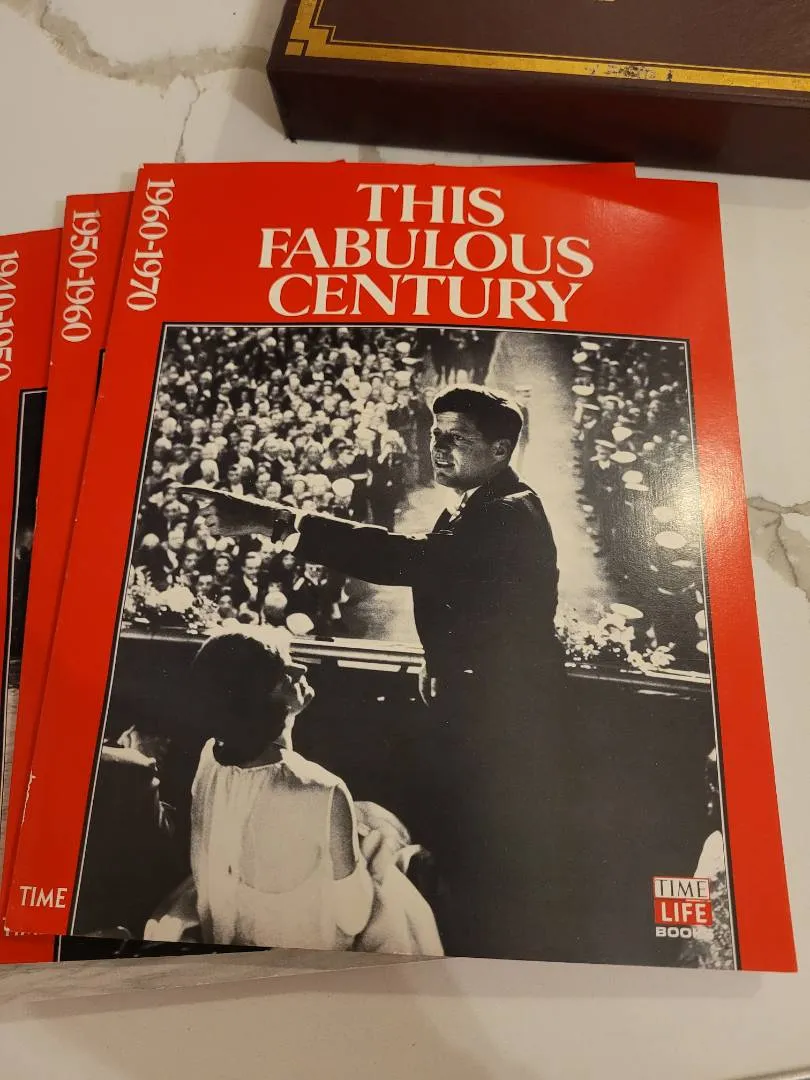 1960-1970
THIS
FABULOUS
CENTURY
TIME
LIFE
BOOKS
1950-1960
TIME
1940-1950